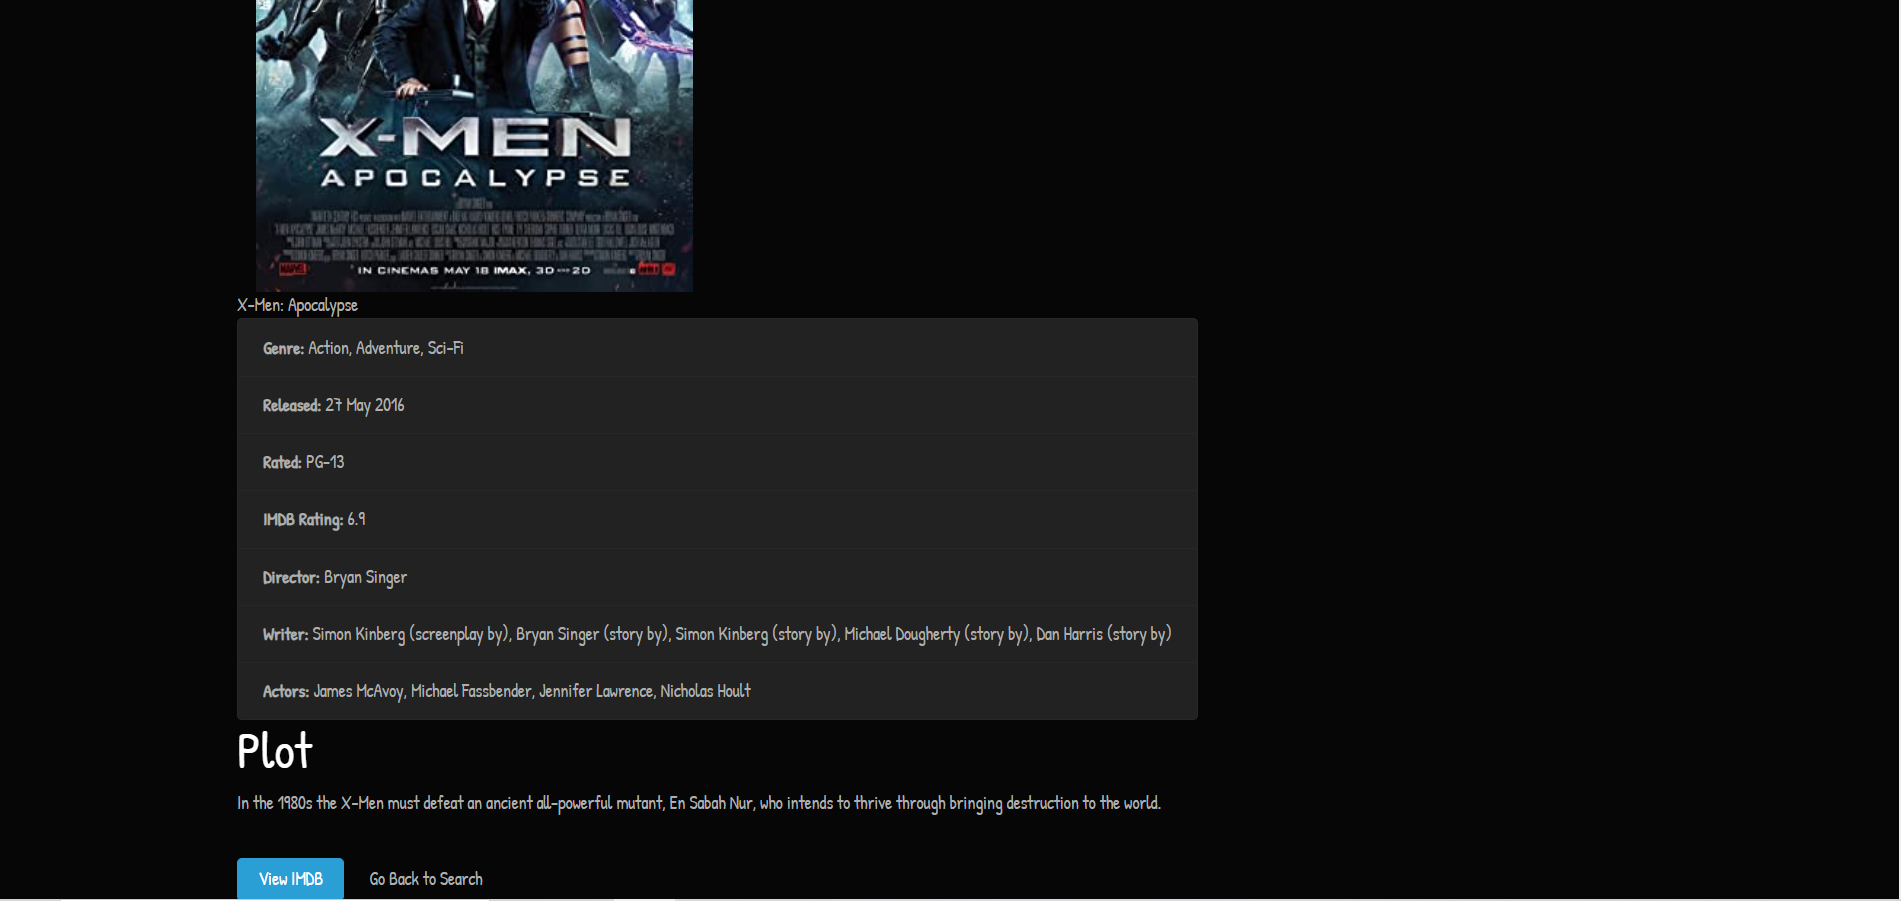 X-MEN
APOCALYPSE
MARVEL
IN CINEMAS MAY 18 IMAX, 3D AND 2D
X-Men: Apocalypse
Genre: Action, Adventure, Sci-Fi
Released: 27 May 2016
Rated: PG-13
IMDB Rating: 6.9
Director: Bryan Singer
Writer: Simon Kinberg (screenplay by), Bryan Singer (story by), Simon Kinberg (story by), Michael Dougherty (story by), Dan Harris (story by)
Actors: James McAvoy, Michael Fassbender, Jennifer Lawrence, Nicholas Hoult
Plot
In the 1980s the X-Men must defeat an ancient all-powerful mutant, En Sabah Nur, who intends to thrive through bringing destruction to the world.
View IMDB Go Back to Search